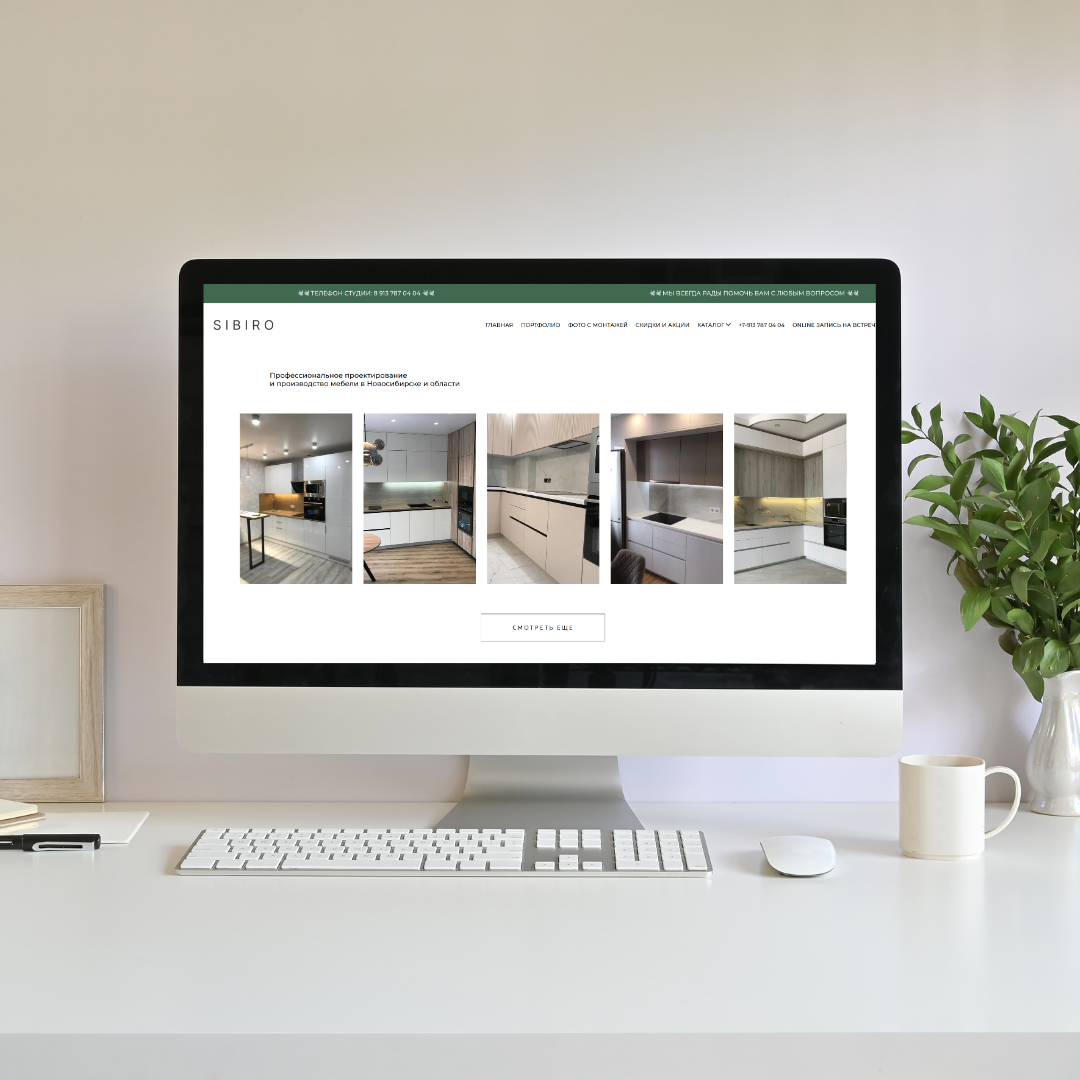 ТЕЛЕФОН СТУДИИ: 8 913 787 04 04
МЫ ВСЕГДА РАДЫ ПОМОЧЬ ВАМ С ЛЮБЫМ ВОПРОСОМ
SIBIRO
ГЛАВНАЯ ПОРТФОЛИО ФОТО С МОНТАЖЕЙ СКИДКИ И АКЦИИ КАТАЛОГ +7-913 787 04 04 ONLINE ЗАПИСЬ НА ВСТРЕЧ
Профессиональное проектирование
и производство мебели в Новосибирске и области
СМОТРЕТЬ ЕЩЕ